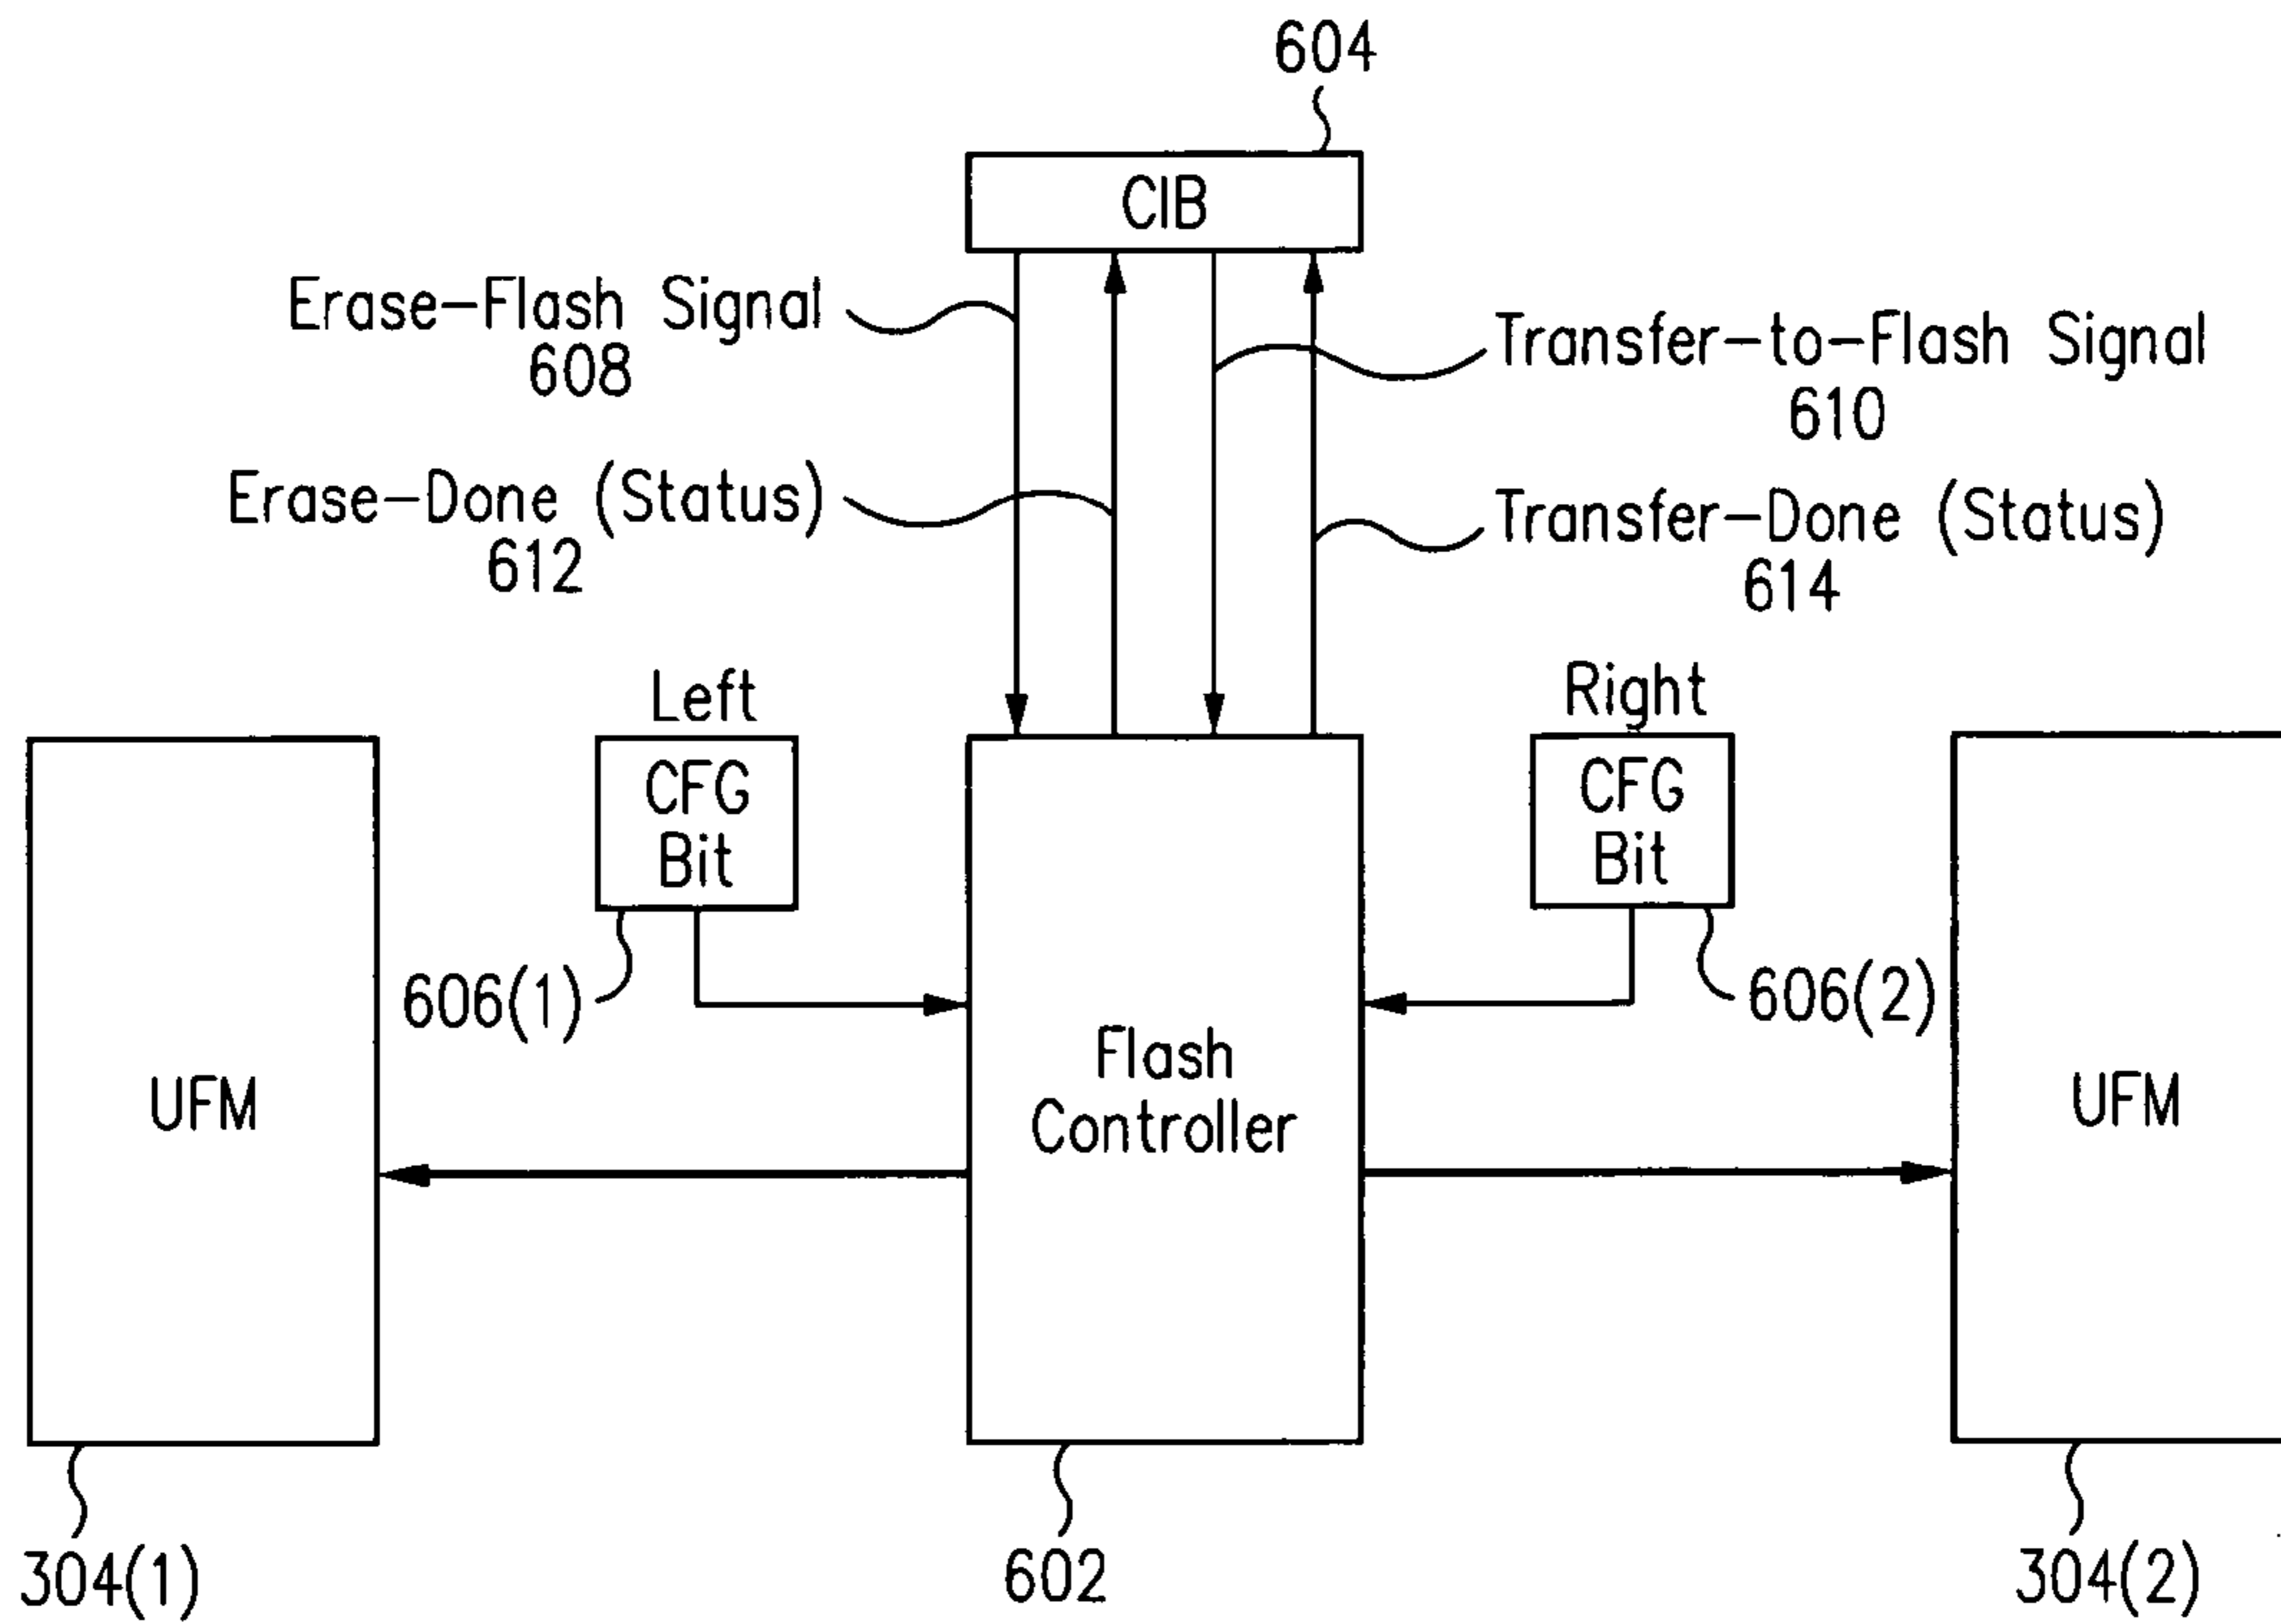 604
CIB
Erase-Flash Signal
608
Transfer-to-Flash Signal
610
Erase-Done (Status)
612
Transfer-Done (Status)
614
Left
Right
CFG
Bit
CFG
Bit
606(1)
606(2)
UFM
Flash
Controller
UFM
304(1)
602
304(2)